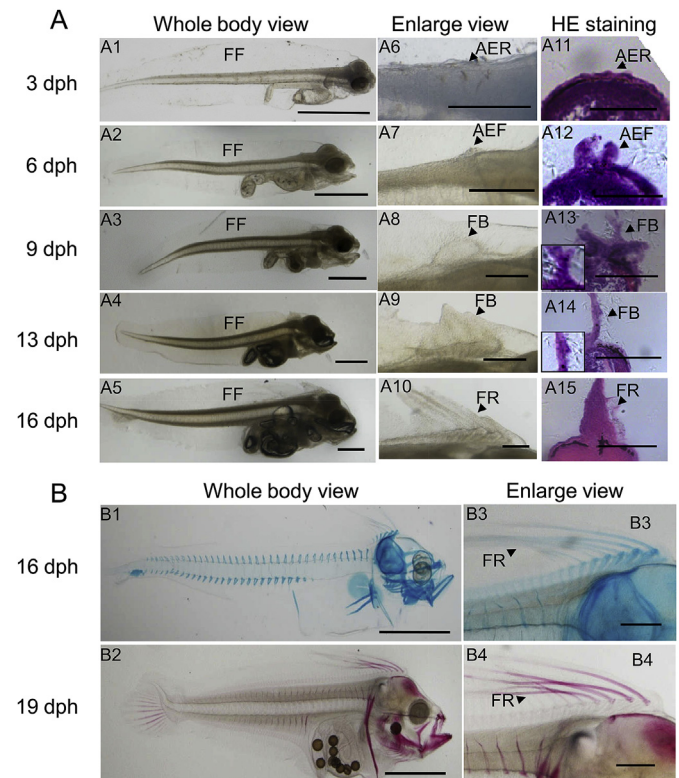 A
Whole body view
Enlarge view
HE staining
3 dph
A1
FF
A6
AER
A11
AER
6 dph
A2
FF
A7
AEF
A12
AEF
9 dph
A3
FF
A8
FB
A13
FB
13 dph
A4
FF
A9
FB
A14
FB
16 dph
A5
FF
A10
FR
A15
FR
B
Whole body view
Enlarge view
16 dph
B1
B3
B3
FR
19 dph
B2
B4
B4
FR